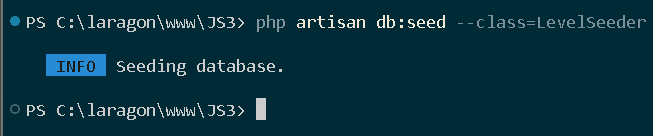 PS C:\laragon\www\JS3> php artisan db:seed --class=LevelSeeder
INFO Seeding database.
PS C:\laragon\www\JS3>